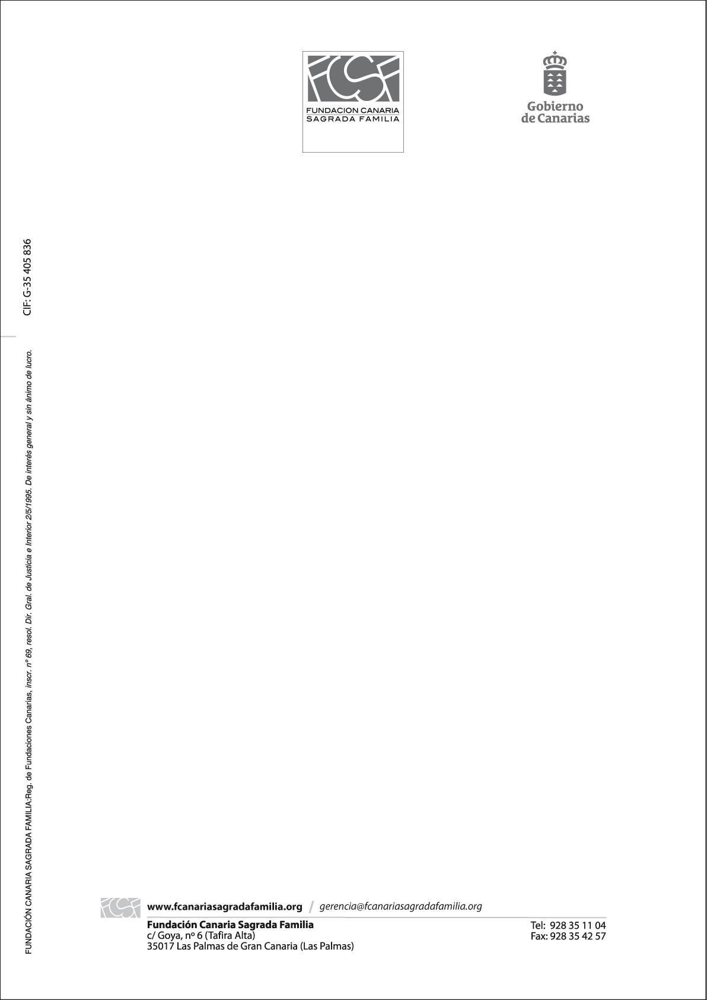 FCSF
FUNDACION CANARIA
SAGRADA FAMILIA
Gobierno
de Canarias
CIF: G-35 405 836
FUNDACIÓN CANARIA SAGRADA FAMILIA:Reg. de Fundaciones Canarias, inscr. nº 69, resol. Dir. Gral. de Justicia e Interior 2/5/1995. De interés general y sin ánimo de lucro.
FCSF
www.fcanariasagradafamilia.org / gerencia@fcanariasagradafamilia.org
Fundación Canaria Sagrada Familia
c/ Goya, nº 6 (Tafira Alta)
35017 Las Palmas de Gran Canaria (Las Palmas)
Tel: 928 35 11 04
Fax: 928 35 42 57